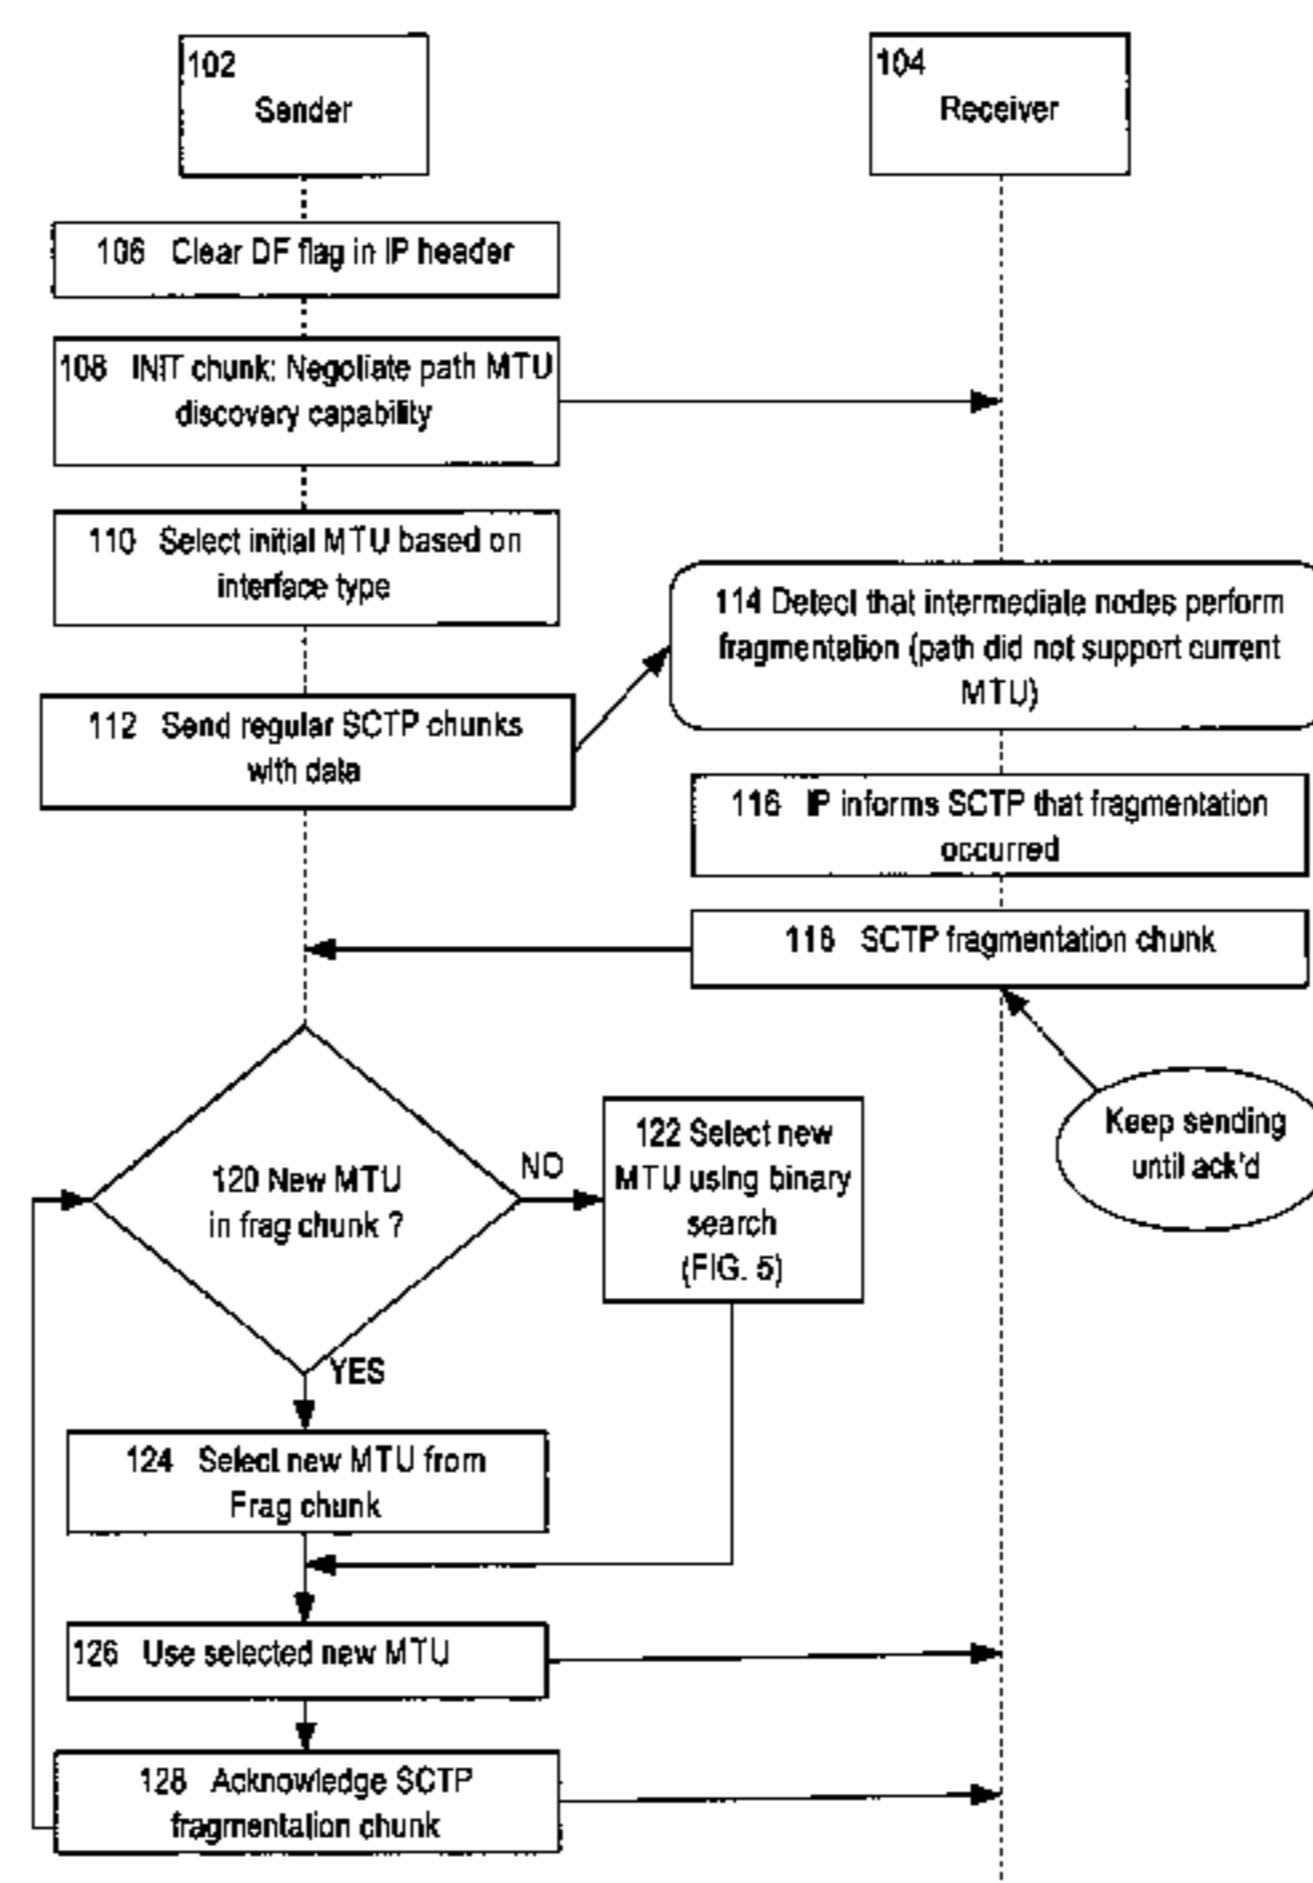 102
Sender
104
Receiver
106 Clear DF flag in IP header
108 INIT chunk: Negotiate path MTU
discovery capability
110 Select initial MTU based on
interface type
114 Detect that intermediate nodes perform
fragmentation (path did not support current
MTU)
112 Send regular SCTP chunks
with data
116 IP informs SCTP that fragmentation
occurred
118 SCTP fragmentation chunk
Keep sending
until ack'd
120 New MTU
in frag chunk ?
NO
122 Select new
MTU using binary
search
(FIG. 5)
YES
124 Select new MTU from
Frag chunk
126 Use selected new MTU
128 Acknowledge SCTP
fragmentation chunk